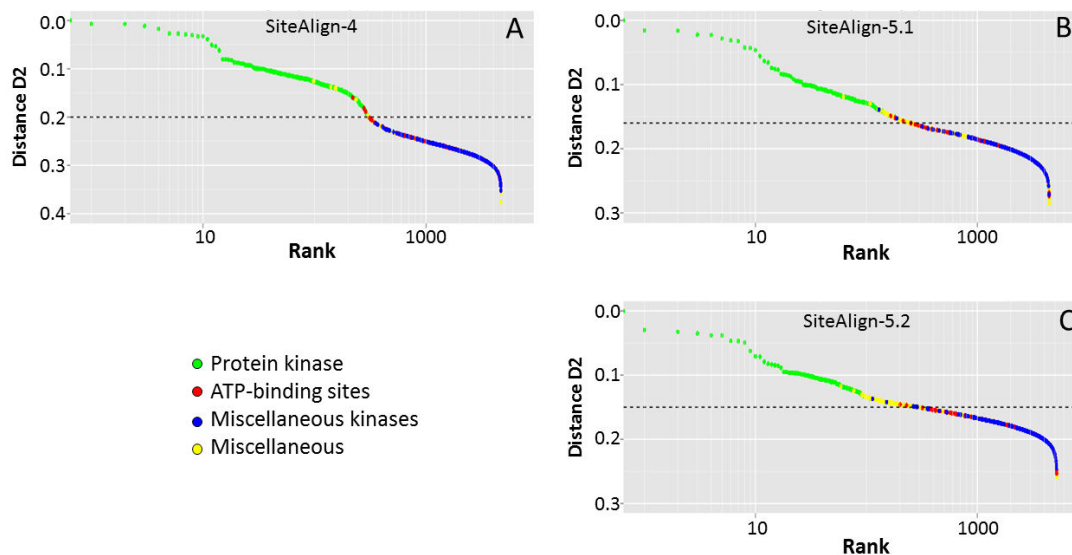 SiteAlign-4
A
0.0
0.1
0.2
0.3
0.4
Distance D2
10
1000
Rank
SiteAlign-5.1
B
0.0
0.1
0.2
0.3
Distance D2
10
1000
Rank
Protein kinase
ATP-binding sites
Miscellaneous kinases
Miscellaneous
SiteAlign-5.2
C
0.0
0.1
0.2
0.3
Distance D2
10
1000
Rank